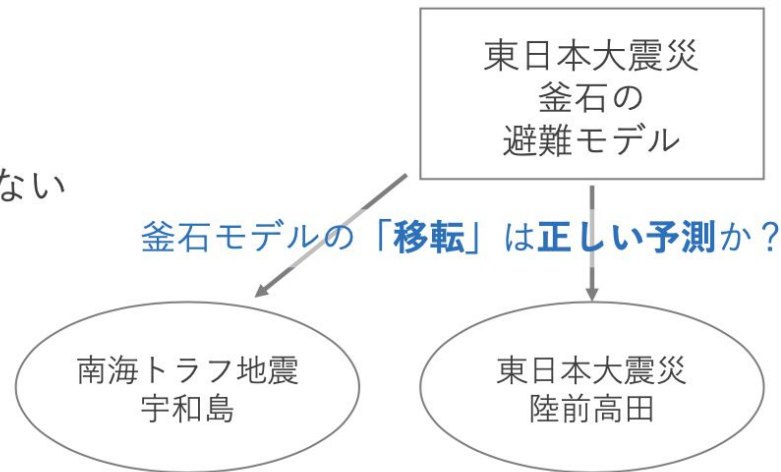 東日本大震災
釜石の
避難モデル
ない
釜石モデルの「移転」は正しい予測か？
南海トラフ地震
宇和島
東日本大震災
陸前高田